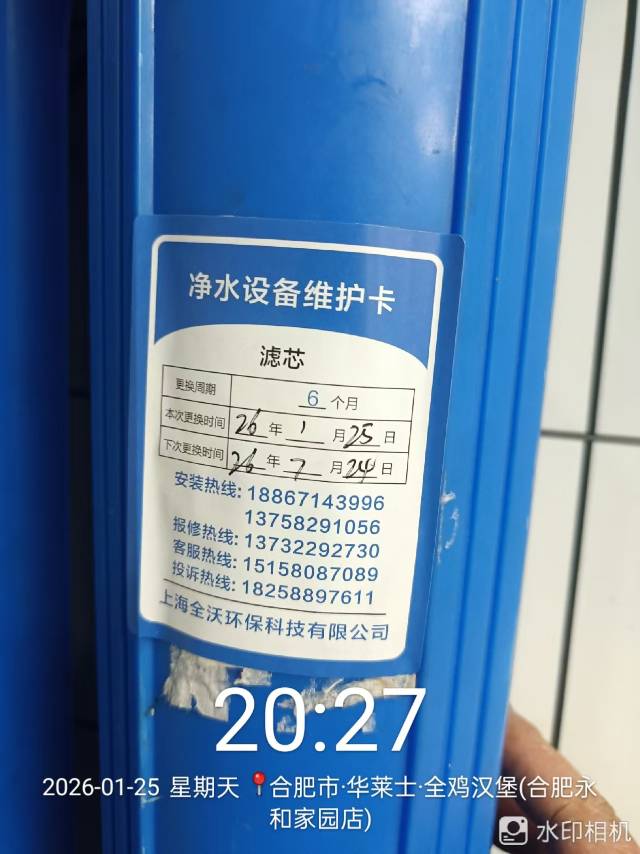 净水设备维护卡
滤芯
更换周期 6 个月
本次更换时间 26 年 1 月 25 日
下次更换时间 26 年 7 月 24 日
安装热线: 18867143996
13758291056
报修热线: 13732292730
客服热线: 15158087089
投诉热线: 18258897611
上海全沃环保科技有限公司
20:27
2026-01-25 星期天 📍合肥市·华莱士·全鸡汉堡(合肥永
和家园店)
水印相机